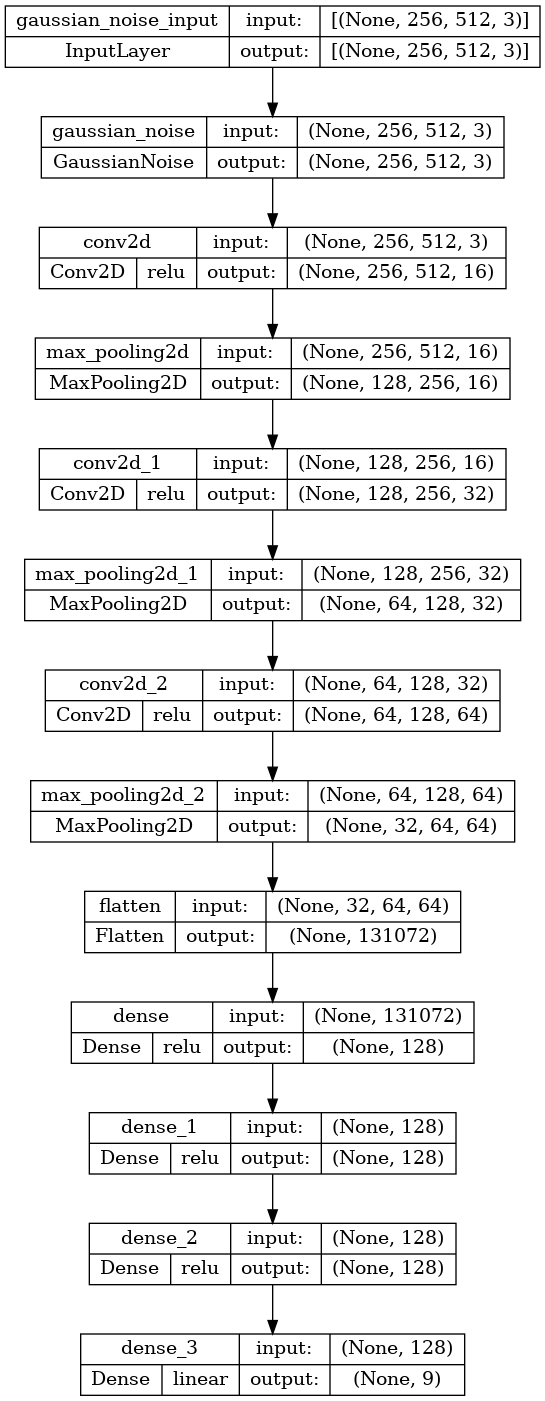 gaussian_noise_input input: [(None, 256, 512, 3)]
InputLayer output: [(None, 256, 512, 3)]
gaussian_noise input: (None, 256, 512, 3)
GaussianNoise output: (None, 256, 512, 3)
conv2d input: (None, 256, 512, 3)
Conv2D relu output: (None, 256, 512, 16)
max_pooling2d input: (None, 256, 512, 16)
MaxPooling2D output: (None, 128, 256, 16)
conv2d_1 input: (None, 128, 256, 16)
Conv2D relu output: (None, 128, 256, 32)
max_pooling2d_1 input: (None, 128, 256, 32)
MaxPooling2D output: (None, 64, 128, 32)
conv2d_2 input: (None, 64, 128, 32)
Conv2D relu output: (None, 64, 128, 64)
max_pooling2d_2 input: (None, 64, 128, 64)
MaxPooling2D output: (None, 32, 64, 64)
flatten input: (None, 32, 64, 64)
Flatten output: (None, 131072)
dense input: (None, 131072)
Dense relu output: (None, 128)
dense_1 input: (None, 128)
Dense relu output: (None, 128)
dense_2 input: (None, 128)
Dense relu output: (None, 128)
dense_3 input: (None, 128)
Dense linear output: (None, 9)